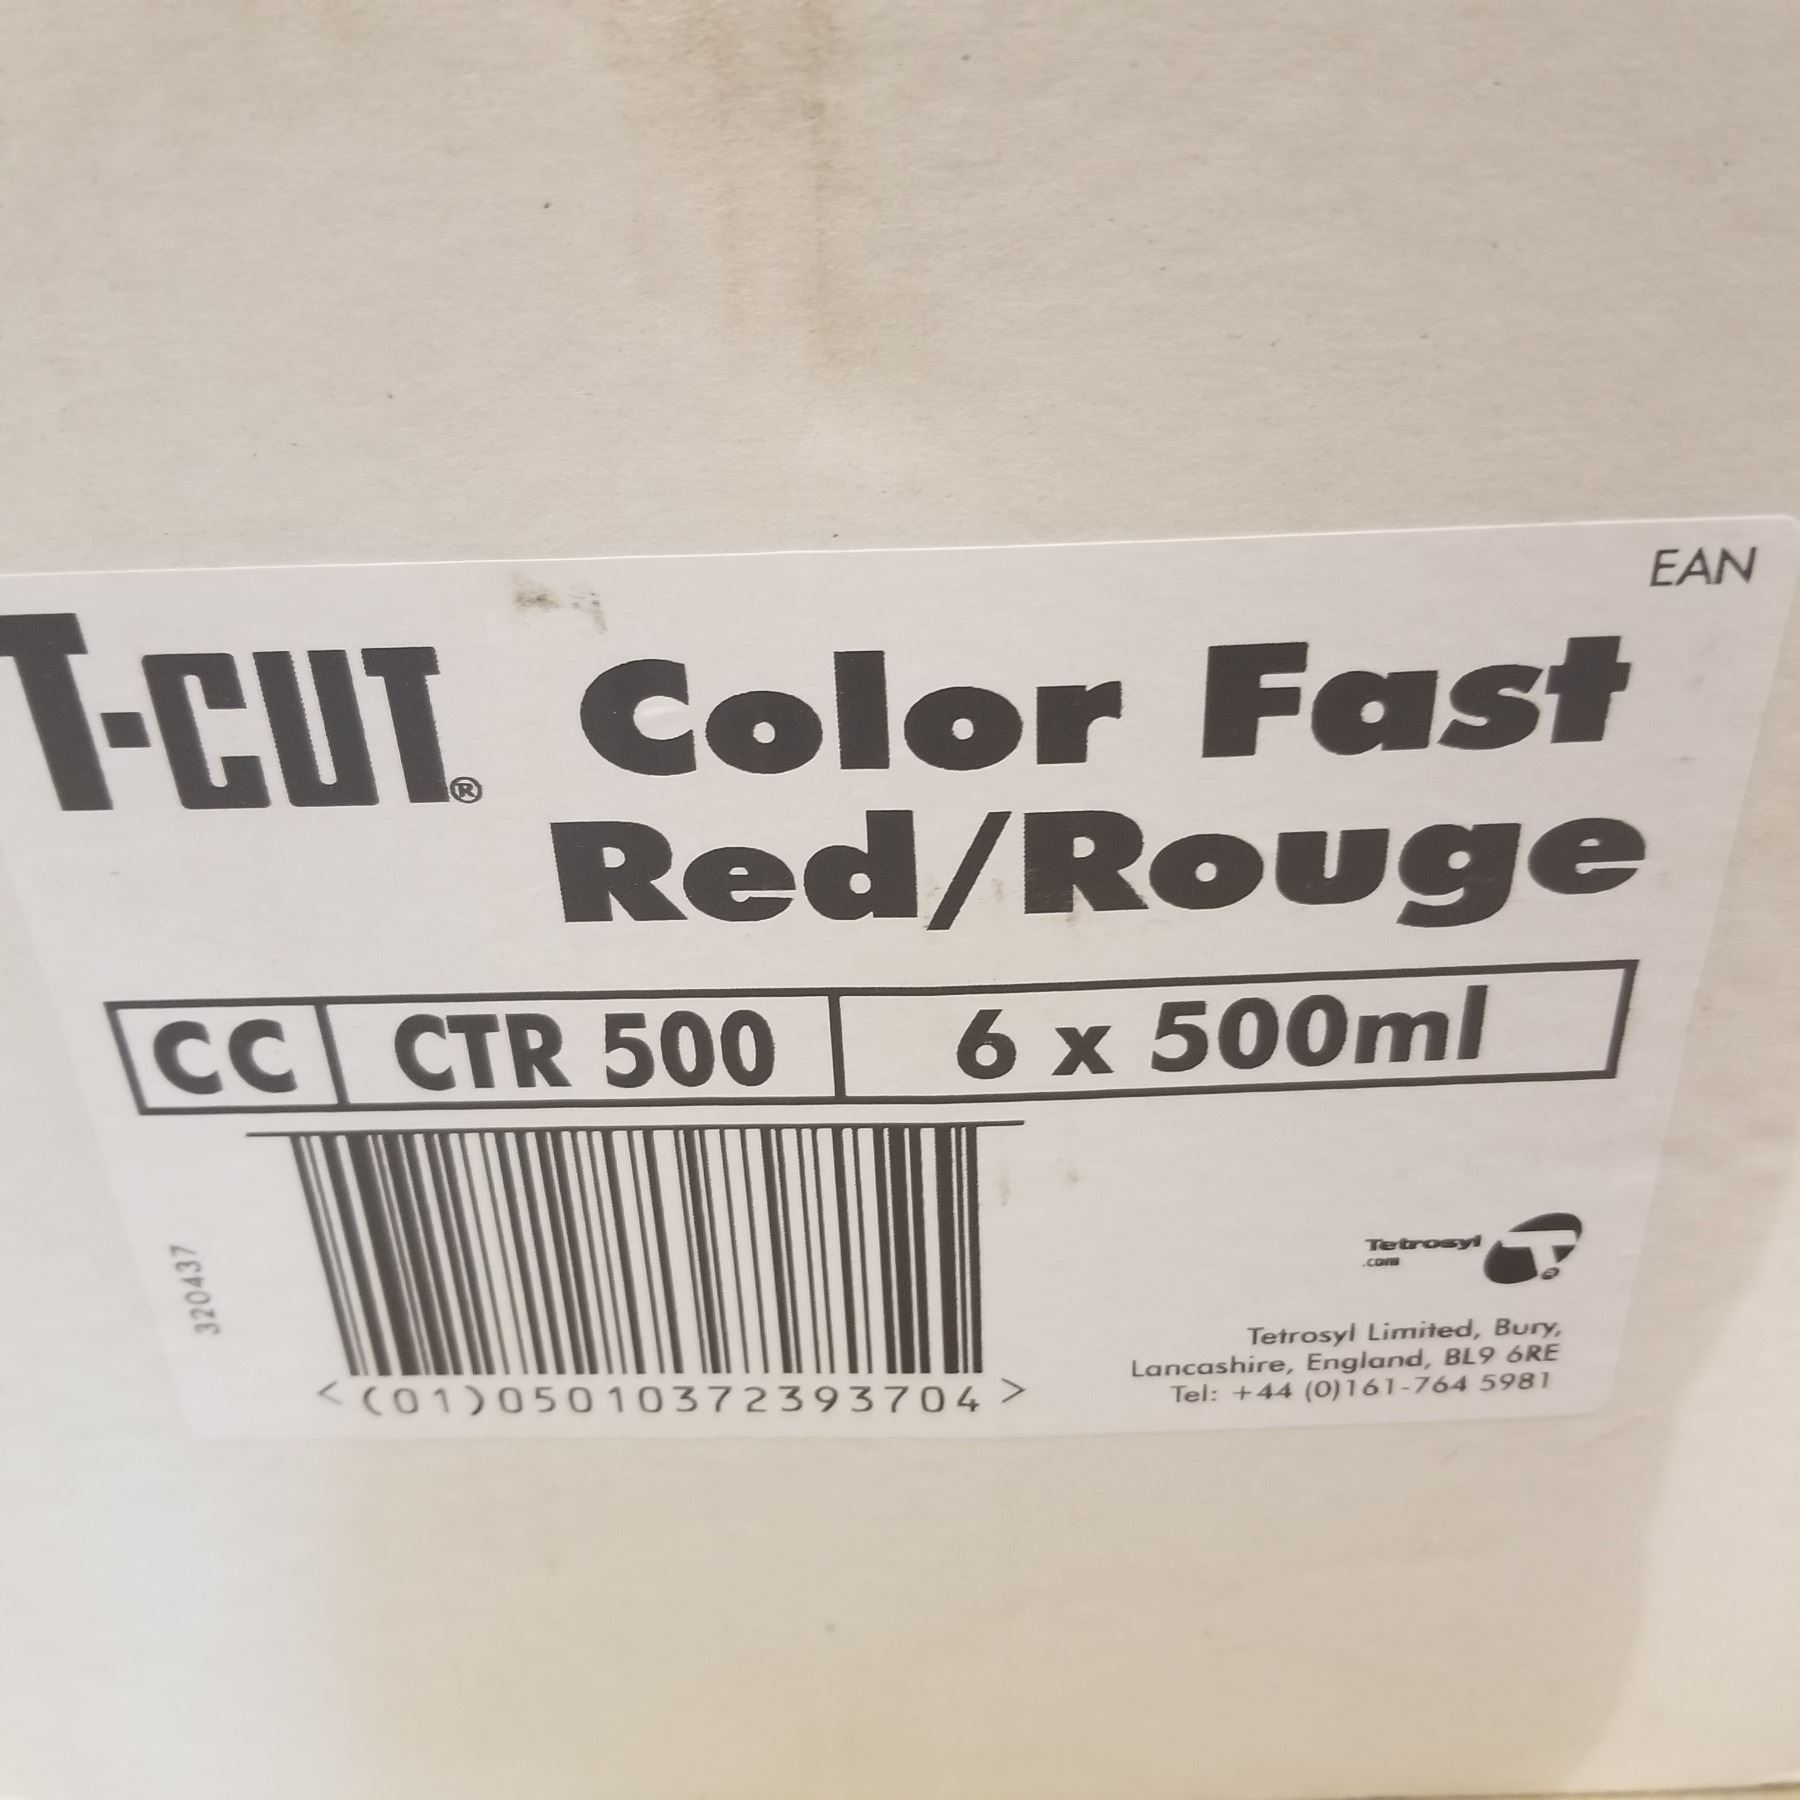 EAN
T-CUT® Color Fast
Red/Rouge
CC CTR 500 6 x 500ml
320437
<(01)05010372393704>
Tetrosyl
.com
T®
Tetrosyl Limited, Bury,
Lancashire, England, BL9 6RE
Tel: +44 (0)161-764 5981